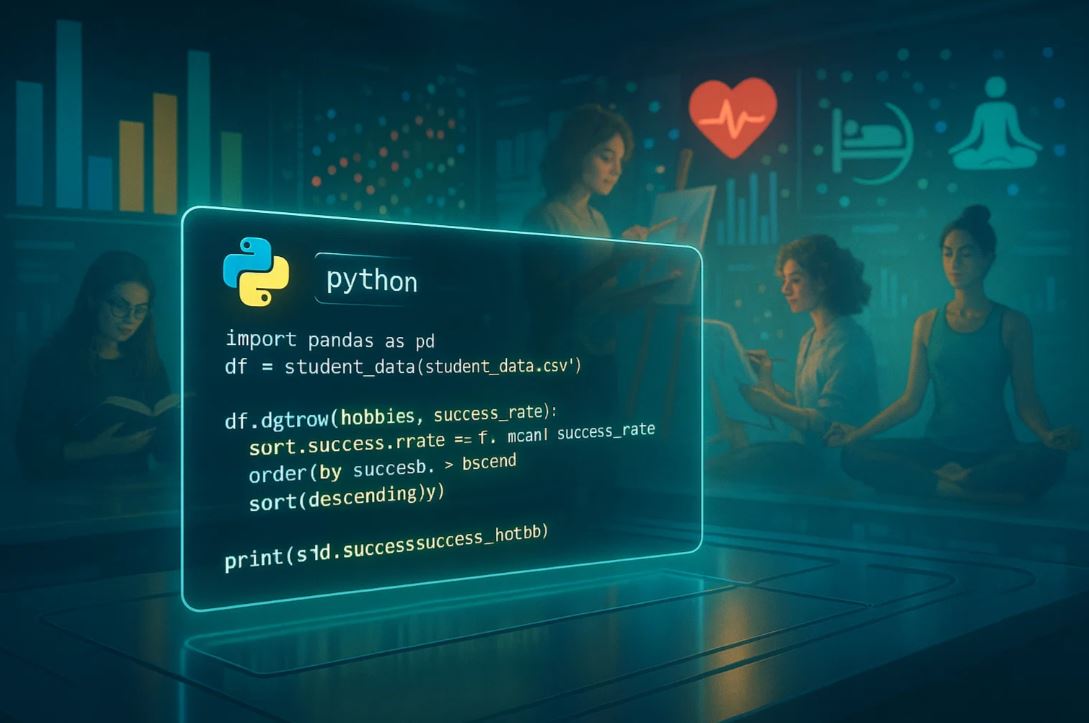 python
import pandas as pd
df = student_data(student_data.csv')
df.dgtrow(hobbies, success_rate):
sort.success.rrate == f. mcanl success_rate
order(by succesb. > bscend
sort(descending)y)
print(sid.successsuccess_hotbb)